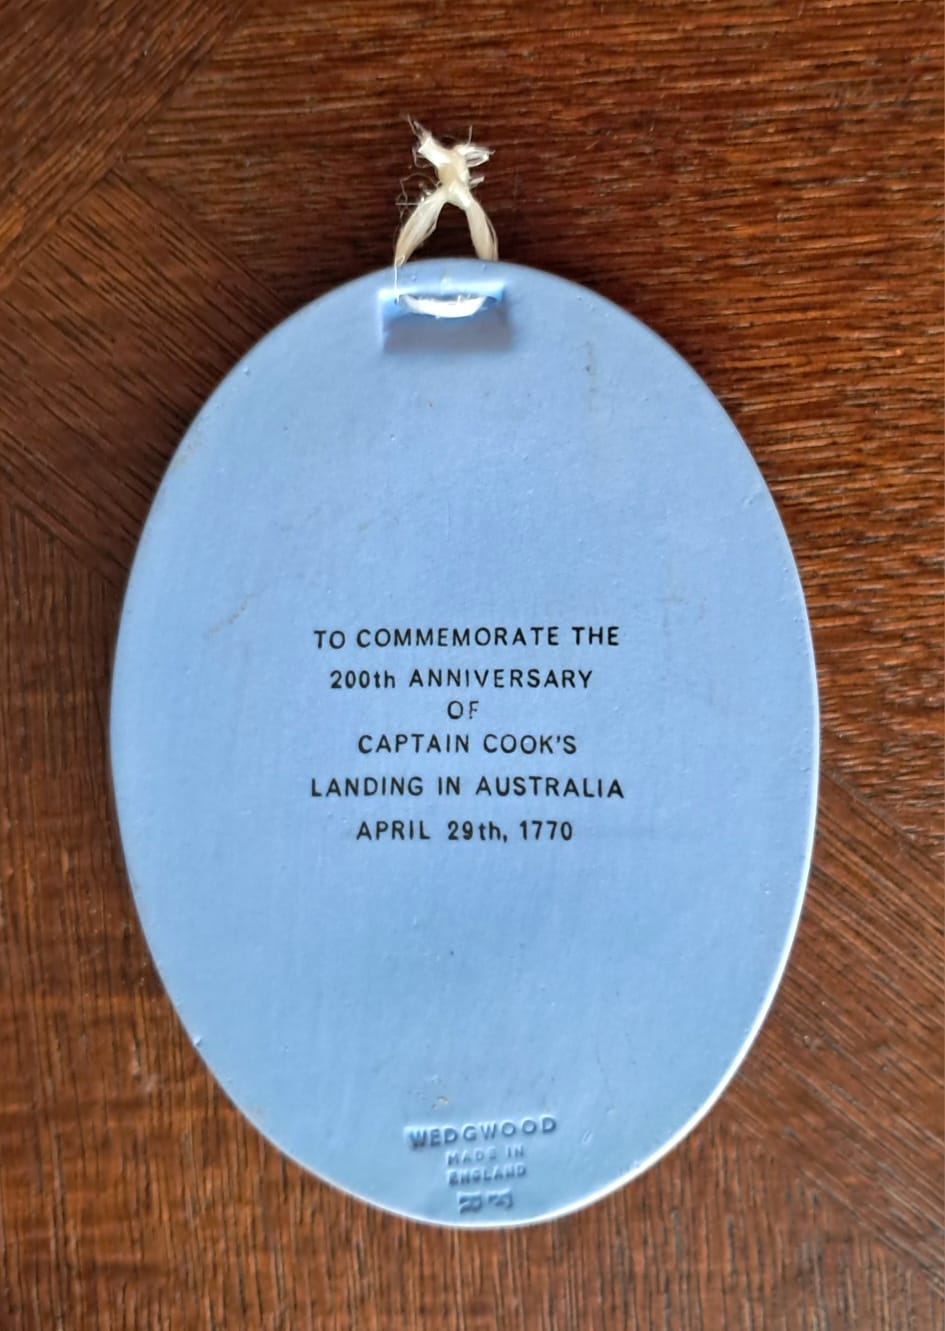 TO COMMEMORATE THE
200th ANNIVERSARY
OF
CAPTAIN COOK'S
LANDING IN AUSTRALIA
APRIL 29th, 1770
WEDGWOOD
MADE IN
ENGLAND